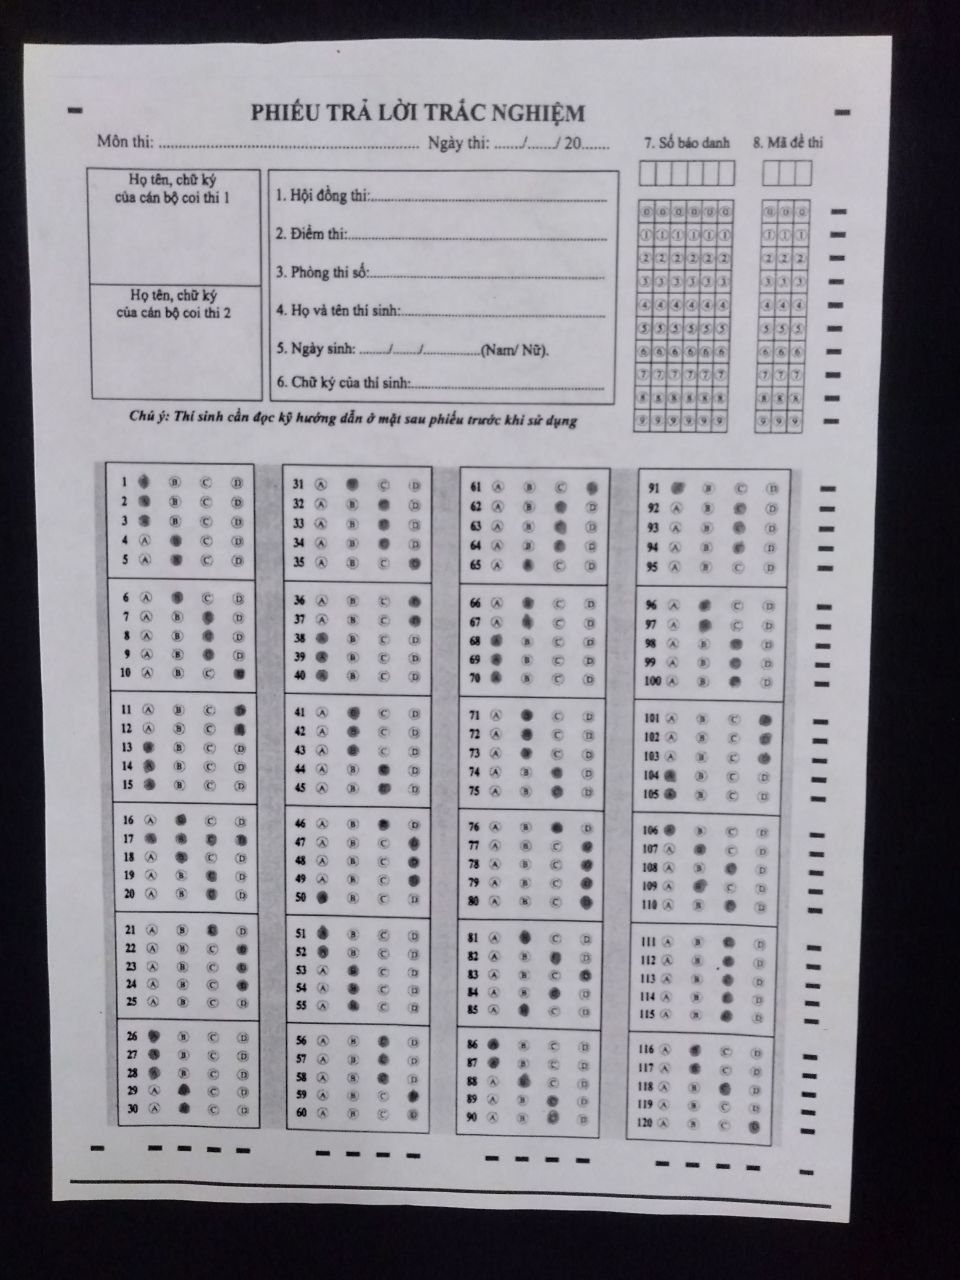 PHIẾU TRẢ LỜI TRẮC NGHIỆM
Môn thi: ............................................................ Ngày thi: ....../....../ 20......
7. Số báo danh
8. Mã đề thi
Họ tên, chữ ký
của cán bộ coi thi 1
Họ tên, chữ ký
của cán bộ coi thi 2
1. Hội đồng thi:............................................................
2. Điểm thi:............................................................
3. Phòng thi số:............................................................
4. Họ và tên thí sinh:............................................................
5. Ngày sinh: ......../......./...............(Nam/ Nữ).
6. Chữ ký của thí sinh:............................................................
0 0 0 0 0 0 0 0 0
1 1 1 1 1 1 1 1 1
2 2 2 2 2 2 2 2 2
3 3 3 3 3 3 3 3 3
4 4 4 4 4 4 4 4 4
5 5 5 5 5 5 5 5 5
6 6 6 6 6 6 6 6 6
7 7 7 7 7 7 7 7 7
8 8 8 8 8 8 8 8 8
9 9 9 9 9 9 9 9 9
Chú ý: Thí sinh cần đọc kỹ hướng dẫn ở mặt sau phiếu trước khi sử dụng
1 B C D
2 B C D
3 B C D
4 A C D
5 A C D
6 A C D
7 A B D
8 A B D
9 A B D
10 A B C
11 A B C
12 A B C
13 B C D
14 B C D
15 B C D
16 A C D
17
18 A C D
19 A B D
20 A B D
21 A B D
22 A B C
23 A B C
24 A B C
25 A B C D
26 B C D
27 B C D
28 B C D
29 A C D
30 A C D
31 A C D
32 A B D
33 A B D
34 A B D
35 A B C
36 A B C
37 A B C
38 B C D
39 B C D
40 B C D
41 A C D
42 A C D
43 A C D
44 A B D
45 A B D
46 A B D
47 A B C
48 A B C
49 A B C
50 B C D
51 B C D
52 B C D
53 A C D
54 A C D
55 A C D
56 A B D
57 A B D
58 A B D
59 A B C
60 A B C
61 A B C
62 A B D
63 A B D
64 A B D
65 A C D
66 A C D
67 A C D
68 B C D
69 B C D
70 B C D
71 A C D
72 A C D
73 A C D
74 A B D
75 A B D
76 A B D
77 A B C
78 A B C
79 A B C
80 A B C
81 A C D
82 A B D
83 A B C
84 A B D
85 A C D
86 B C D
87 B C D
88 A C D
89 A B D
90 A B D
91 B C D
92 A B D
93 A B D
94 A B D
95 A B C D
96 A C D
97 A C D
98 A B D
99 A B D
100 A B D
101 A B C
102 A B C
103 A B C
104 B C D
105 B C D
106 B C D
107 A C D
108 A B D
109 A C D
110 A B D
111 A B D
112 A B D
113 A B D
114 A B D
115 A B D
116 A C D
117 A C D
118 A B D
119 A B C D
120 A B C